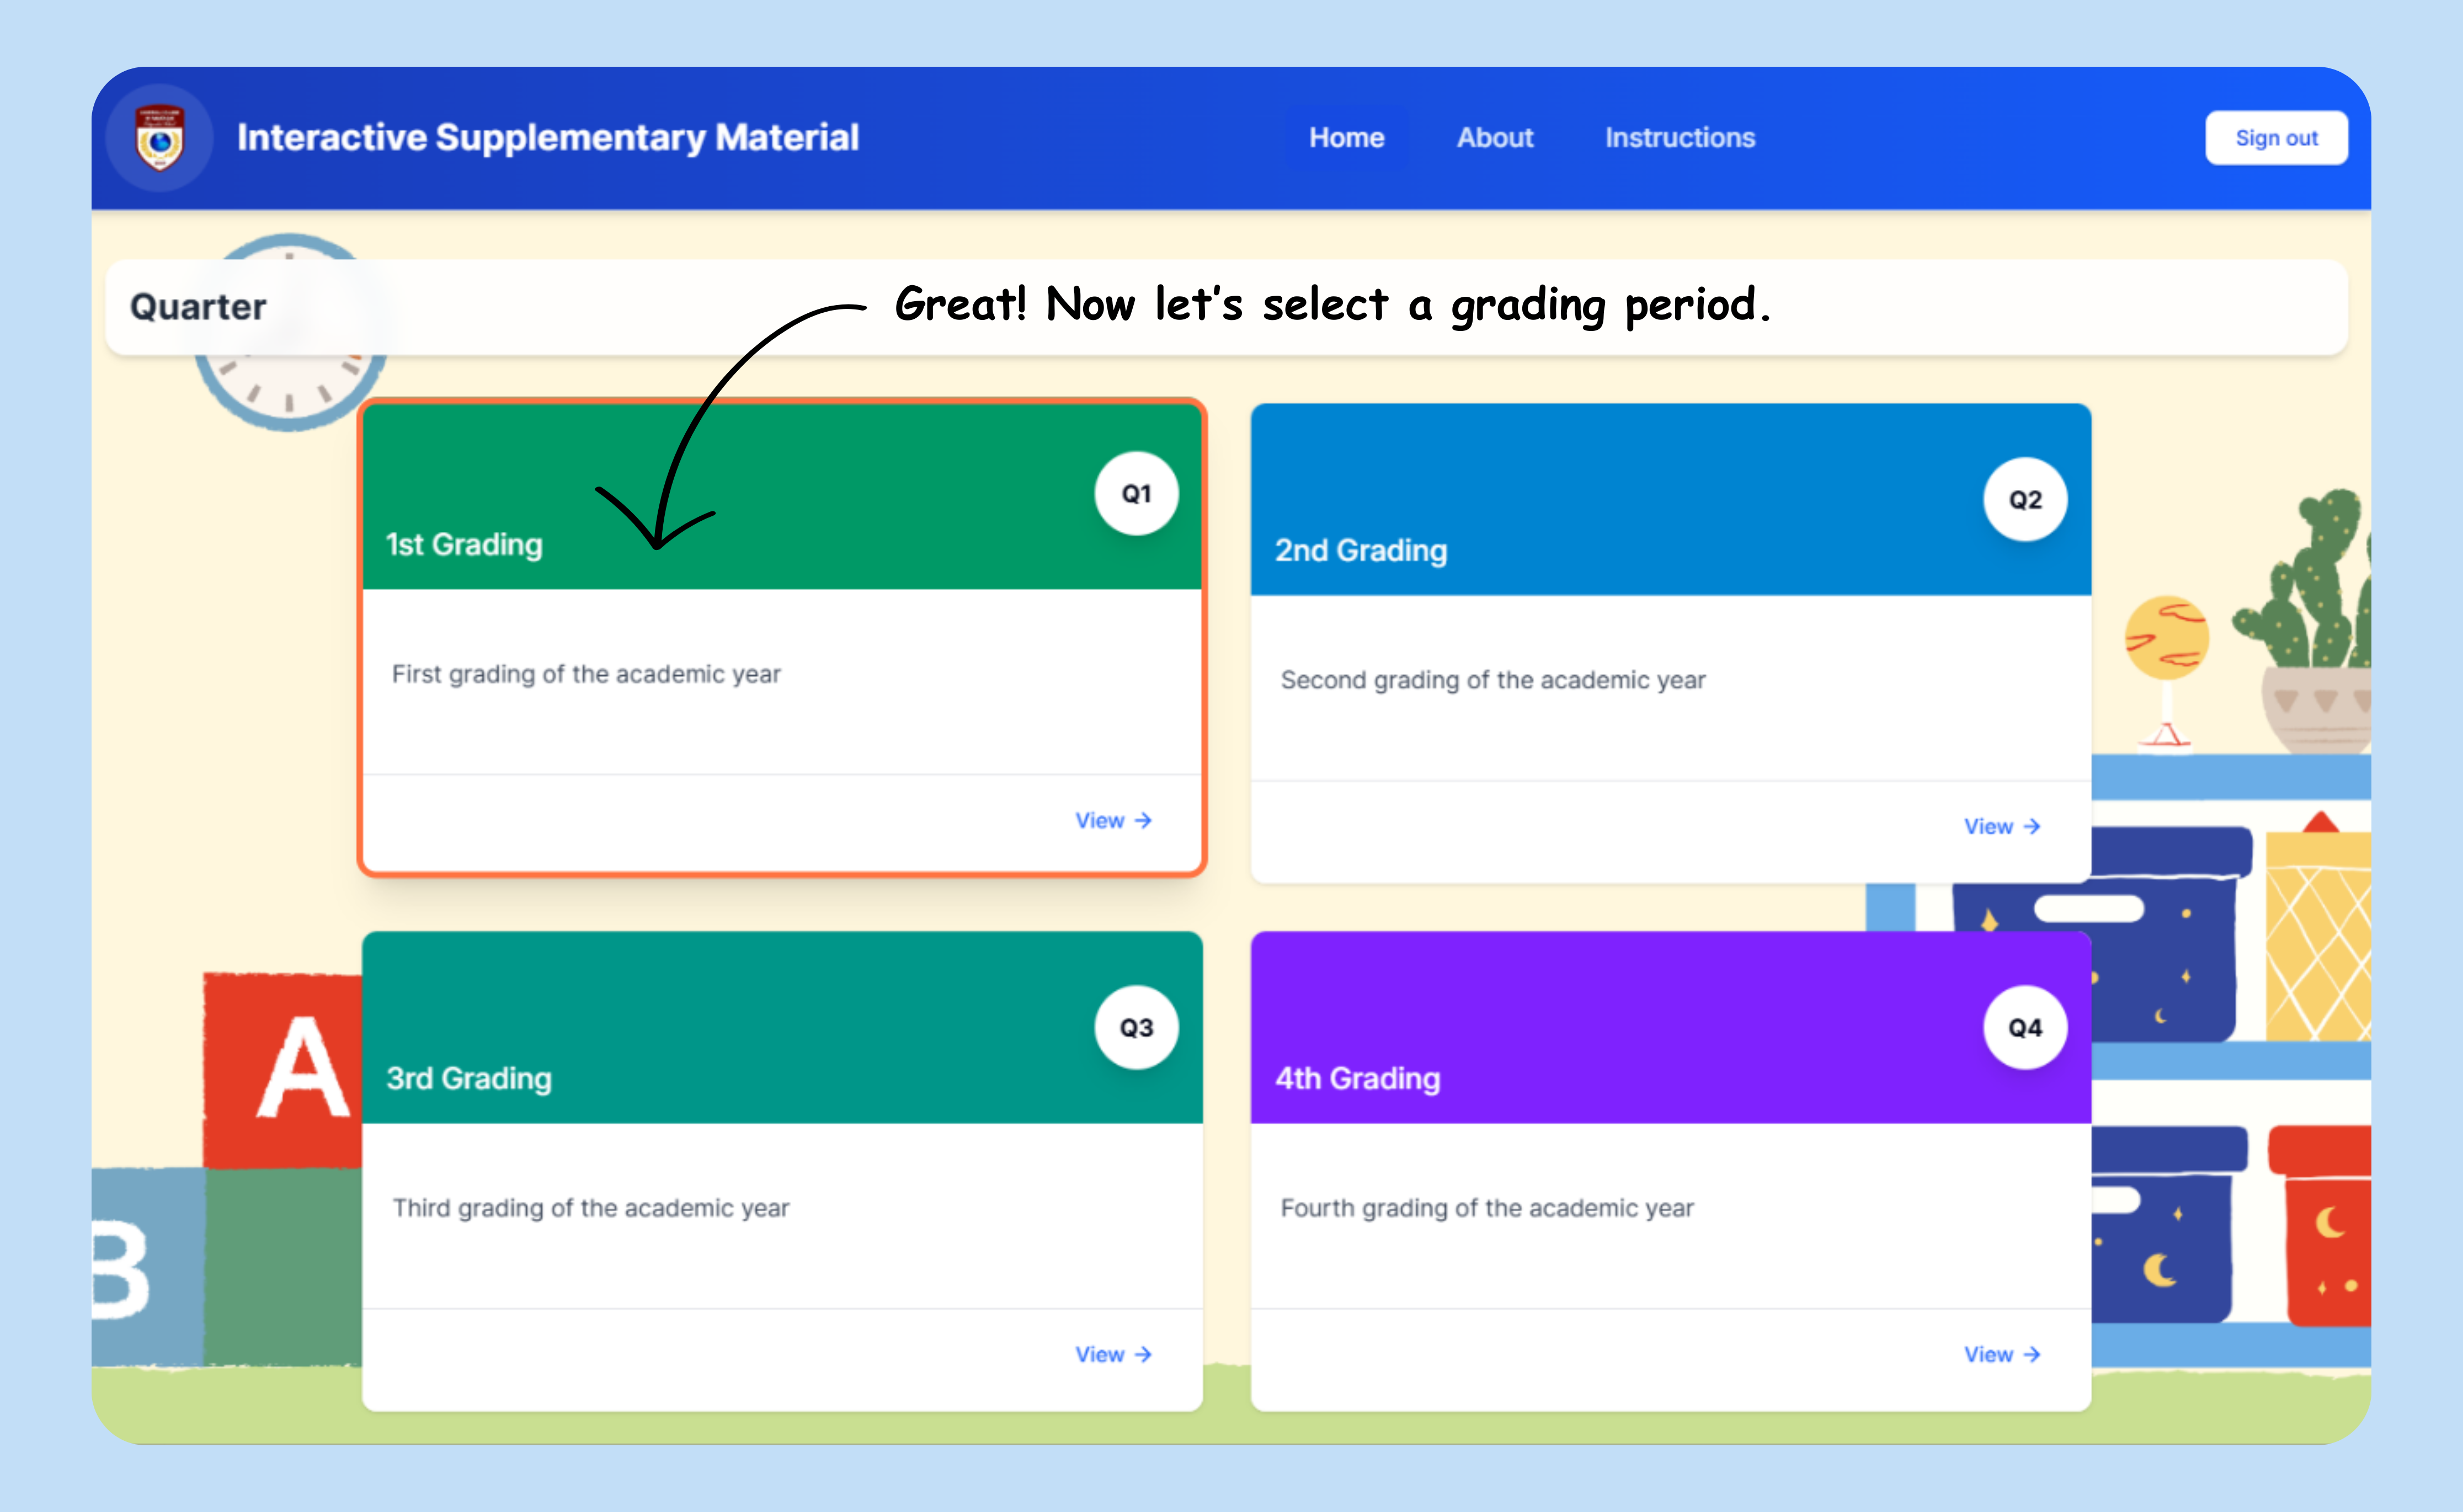 Interactive Supplementary Material
Home
About
Instructions
Sign out
Quarter
Great! Now let's select a grading period.
1st Grading
Q1
First grading of the academic year
View →
2nd Grading
Q2
Second grading of the academic year
View →
3rd Grading
Q3
Third grading of the academic year
View →
4th Grading
Q4
Fourth grading of the academic year
View →
A
B